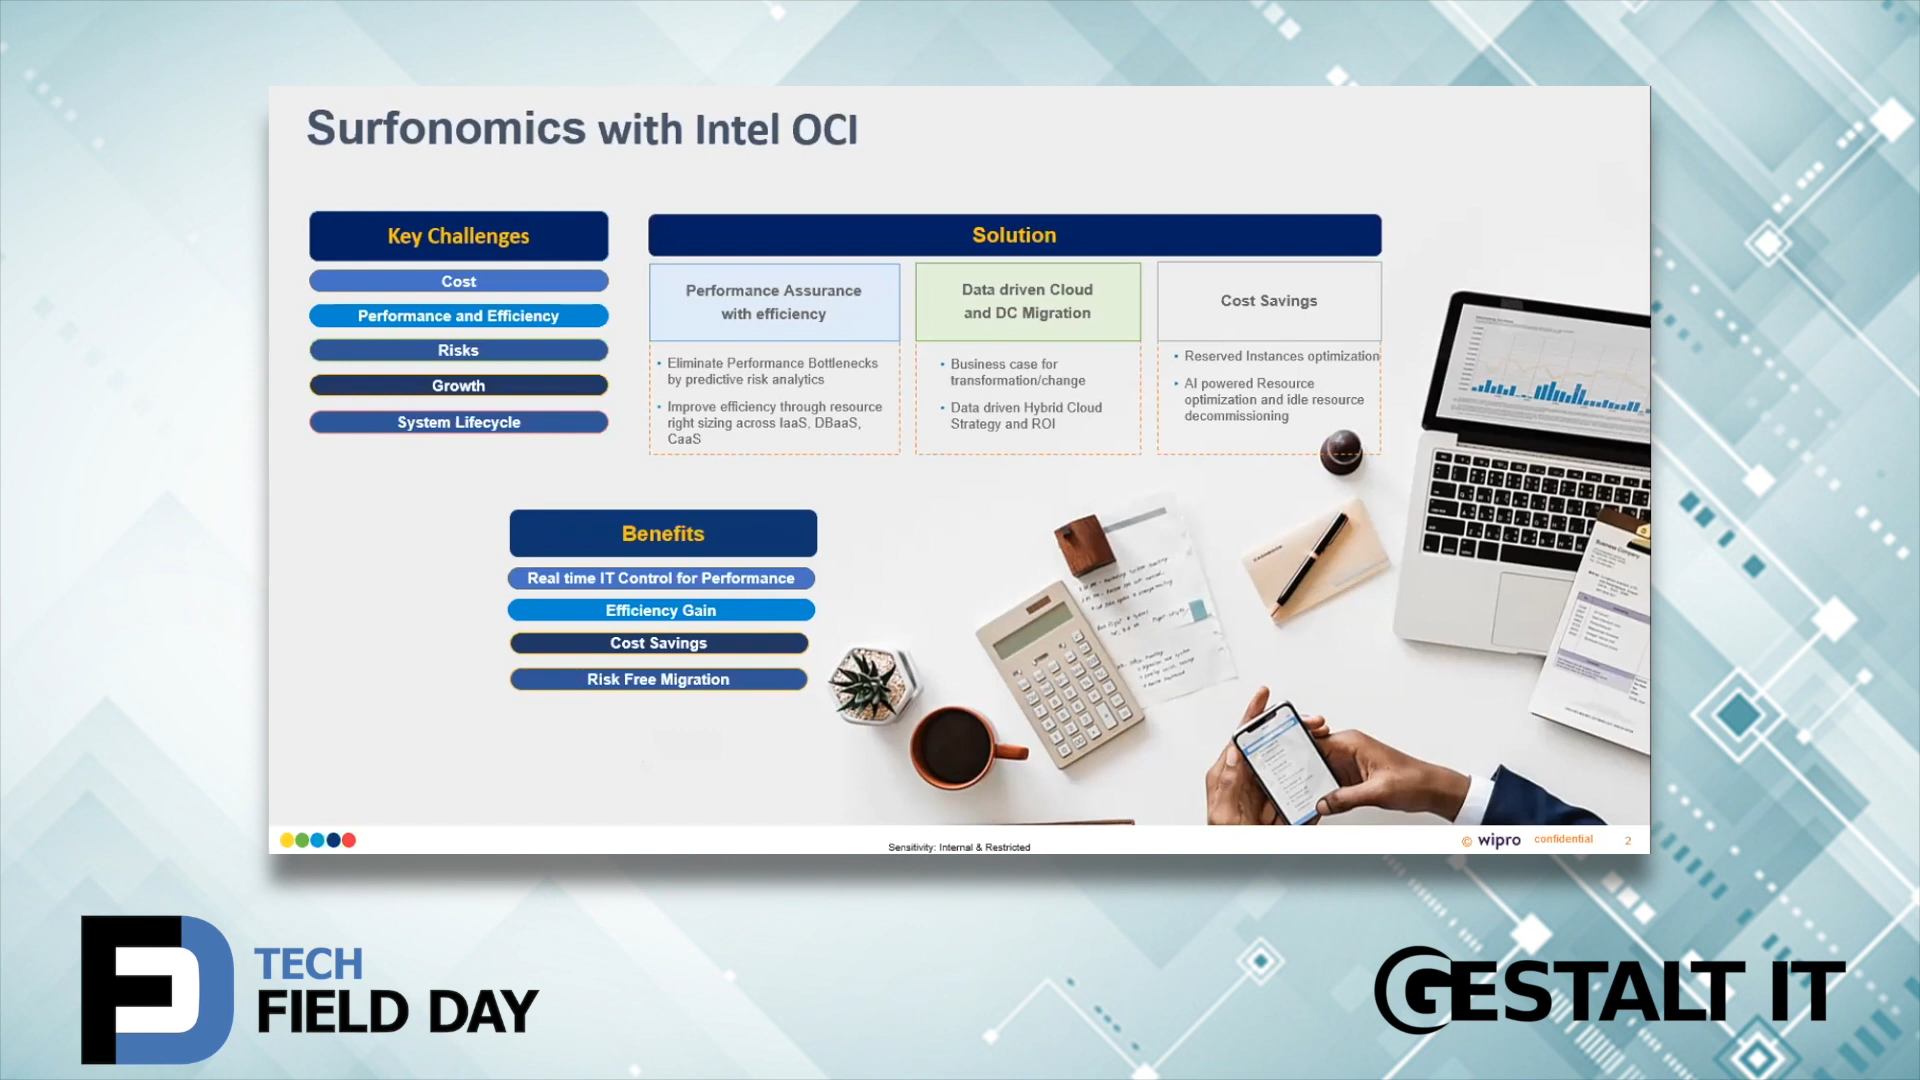 Surfonomics with Intel OCI
Key Challenges
Cost
Performance and Efficiency
Risks
Growth
System Lifecycle
Solution
Performance Assurance
with efficiency
• Eliminate Performance Bottlenecks
by predictive risk analytics
• Improve efficiency through resource
right sizing across IaaS, DBaaS,
CaaS
Data driven Cloud
and DC Migration
• Business case for
transformation/change
• Data driven Hybrid Cloud
Strategy and ROI
Cost Savings
• Reserved Instances optimization
• AI powered Resource
optimization and idle resource
decommissioning
Benefits
Real time IT Control for Performance
Efficiency Gain
Cost Savings
Risk Free Migration
Sensitivity: Internal & Restricted
© wipro confidential 2
TECH
FIELD DAY
GESTALT IT